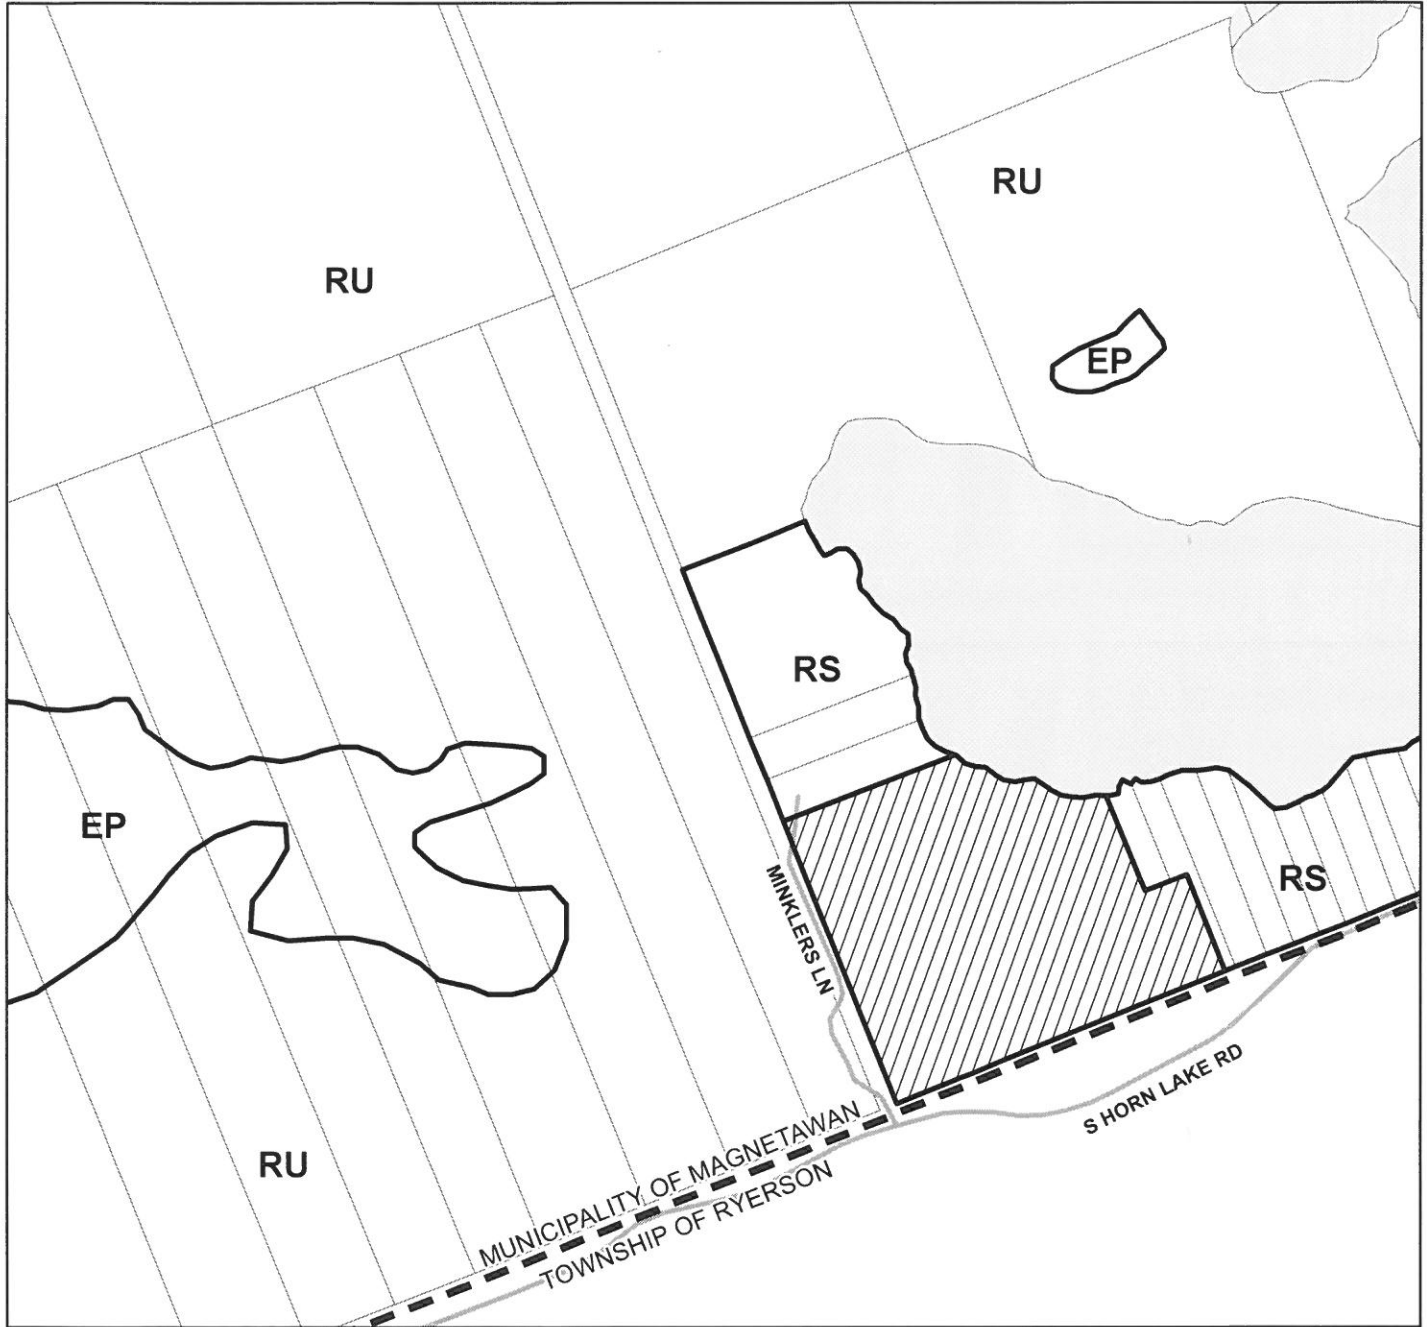 RU
RU
EP
RS
EP
MINKLERS LN
RS
S HORN LAKE RD
RU
MUNICIPALITY OF MAGNETAWAN
TOWNSHIP OF RYERSON